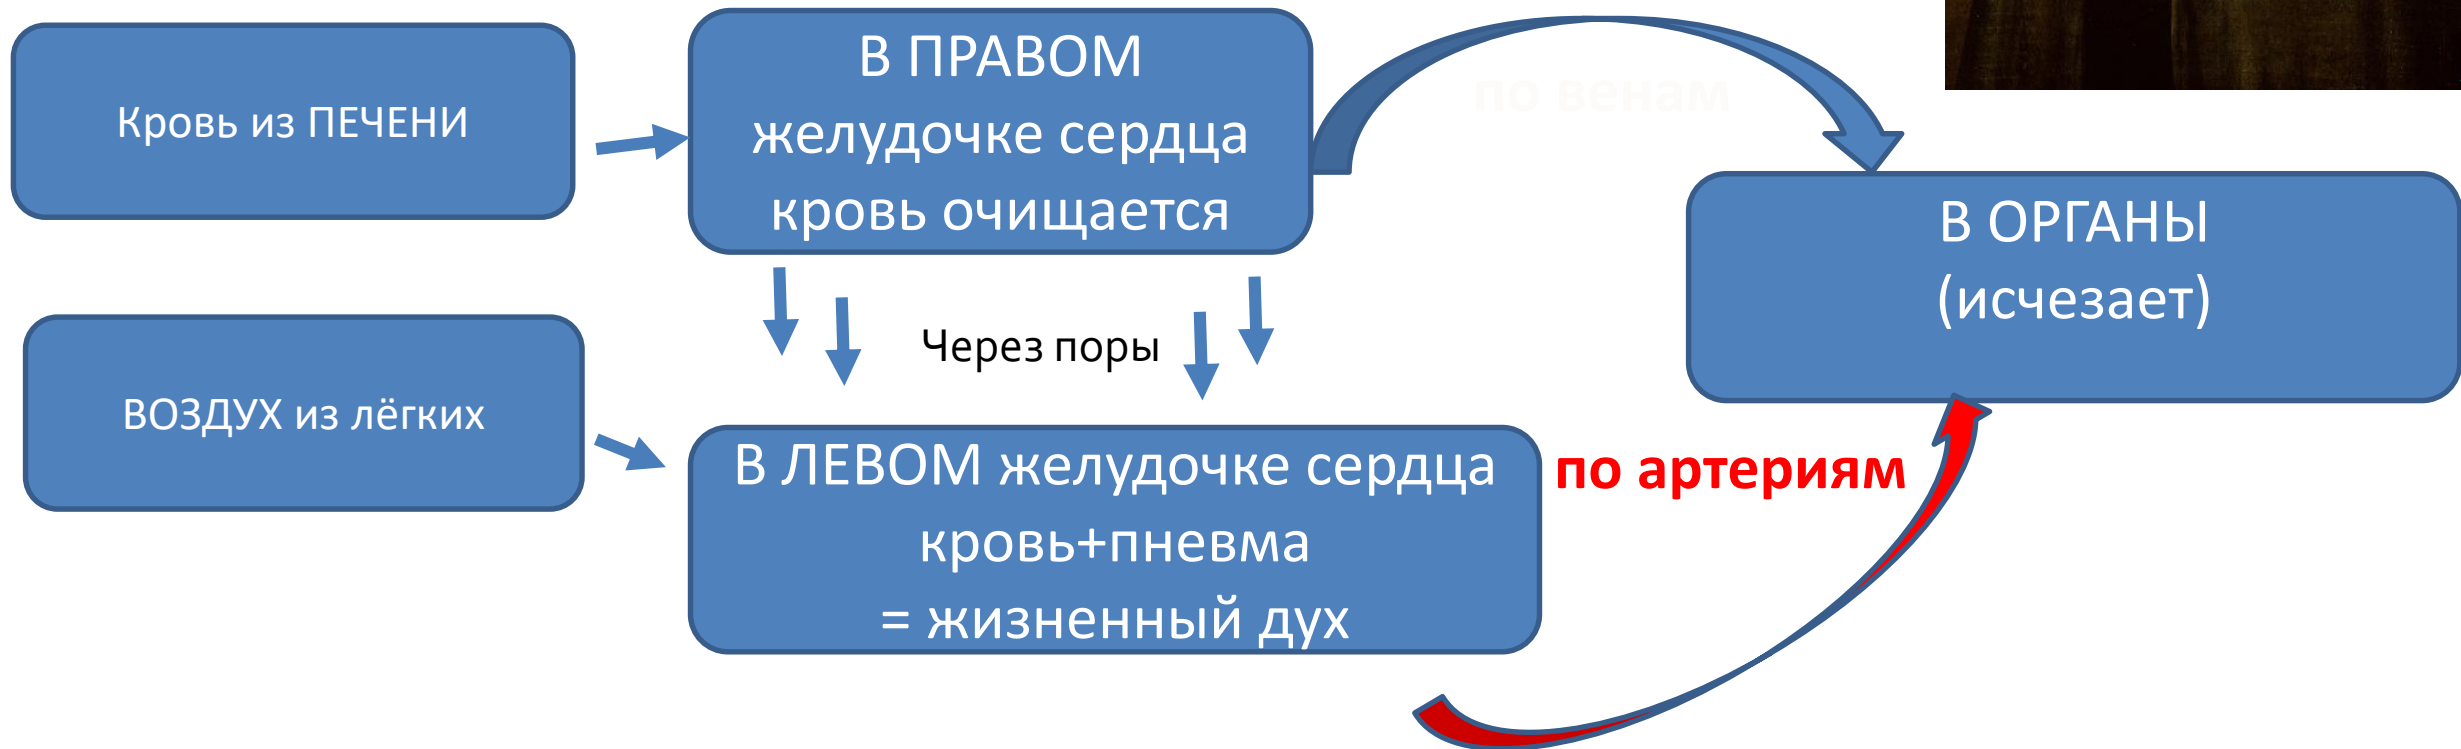 Кровь из ПЕЧЕНИ
В ПРАВОМ
желудочке сердца
кровь очищается
по венам
В ОРГАНЫ
(исчезает)
Через поры
ВОЗДУХ из лёгких
В ЛЕВОМ желудочке сердца
кровь+пневма
= жизненный дух
по артериям